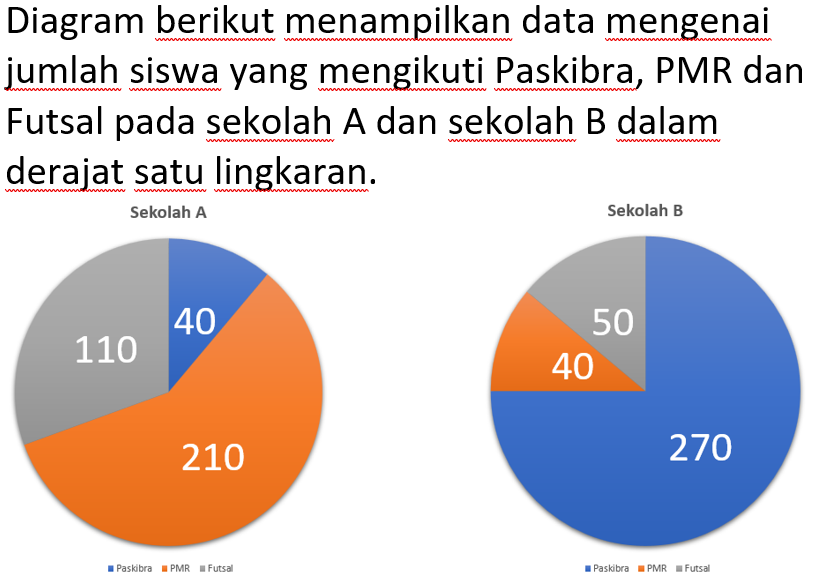 Diagram berikut menampilkan data mengenai
jumlah siswa yang mengikuti Paskibra, PMR dan
Futsal pada sekolah A dan sekolah B dalam
derajat satu lingkaran.
Sekolah A
40
110
210
Paskibra PMR Futsal
Sekolah B
50
40
270
Paskibra PMR Futsal